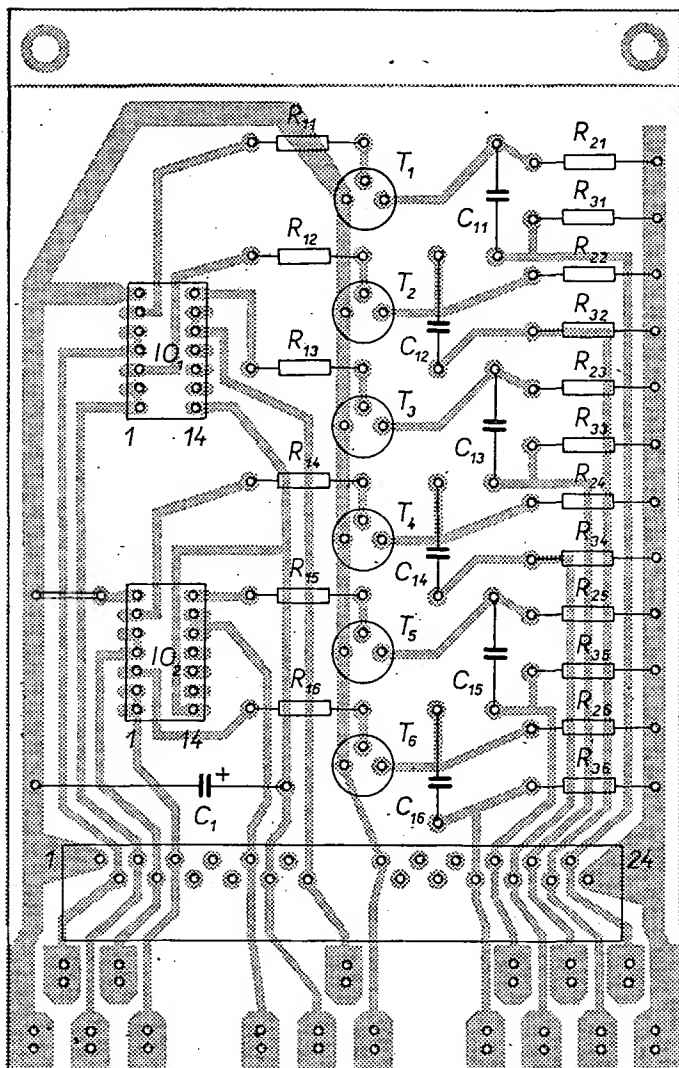 R11
T1
R21
C11
R31
R12
T2
R22
C12
R32
IO1
R13
T3
R23
C13
R33
1 14
R14
T4
R24
C14
R34
R15
T5
R25
IO2
C15
R35
R16
T6
R26
1 14
C1
+
C16
R36
1
24